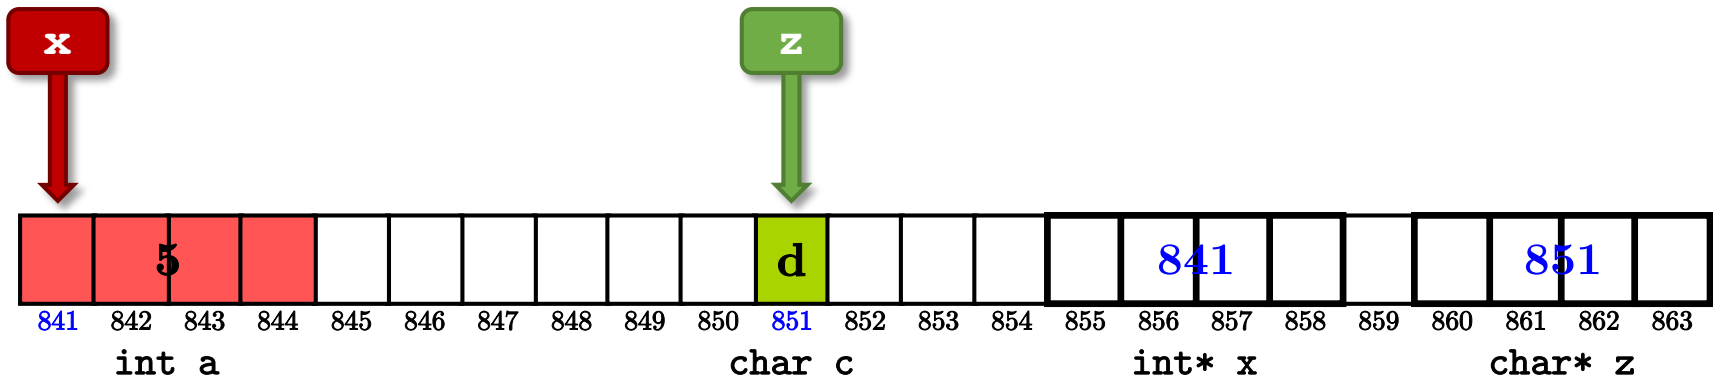 x z
5 d 841 851
841 842 843 844 845 846 847 848 849 850 851 852 853 854 855 856 857 858 859 860 861 862 863
int a char c int* x char* z